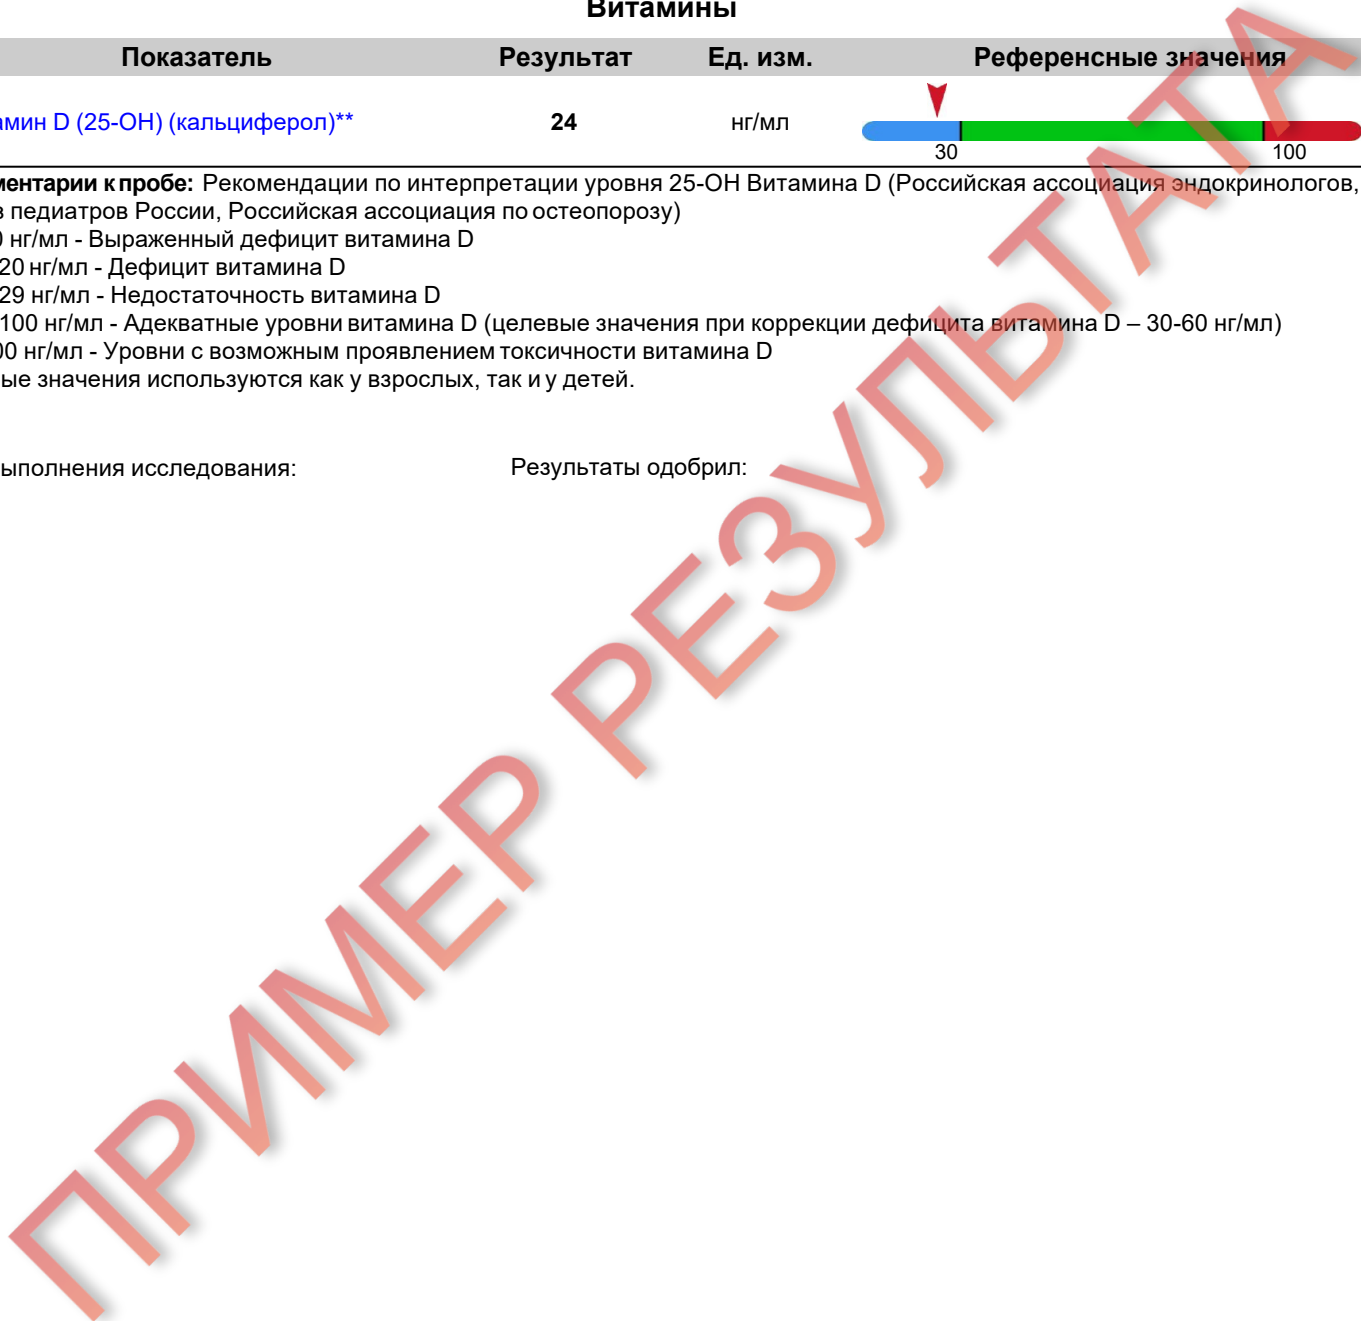 Витамины
Показатель Результат Ед. изм. Референсные значения
амин D (25-OH) (кальциферол)** 24 нг/мл
30 100
ментарии к пробе: Рекомендации по интерпретации уровня 25-OH Витамина D (Российская ассоциация эндокринологов,
в педиатров России, Российская ассоциация по остеопорозу)
0 нг/мл - Выраженный дефицит витамина D
20 нг/мл - Дефицит витамина D
29 нг/мл - Недостаточность витамина D
100 нг/мл - Адекватные уровни витамина D (целевые значения при коррекции дефицита витамина D – 30-60 нг/мл)
00 нг/мл - Уровни с возможным проявлением токсичности витамина D
ые значения используются как у взрослых, так и у детей.
ыполнения исследования: Результаты одобрил:
ПРИМЕР РЕЗУЛЬТАТА